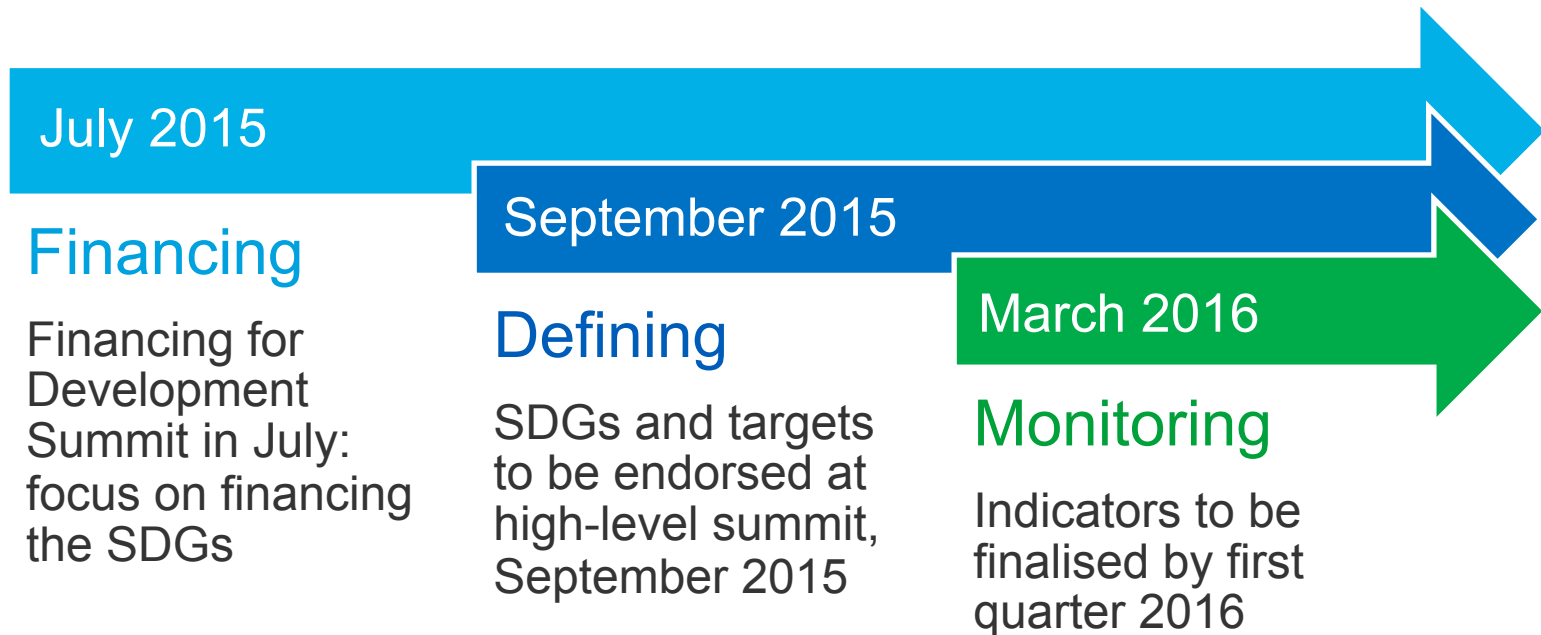 July 2015
Financing
Financing for
Development
Summit in July:
focus on financing
the SDGs
September 2015
Defining
SDGs and targets
to be endorsed at
high-level summit,
September 2015
March 2016
Monitoring
Indicators to be
finalised by first
quarter 2016